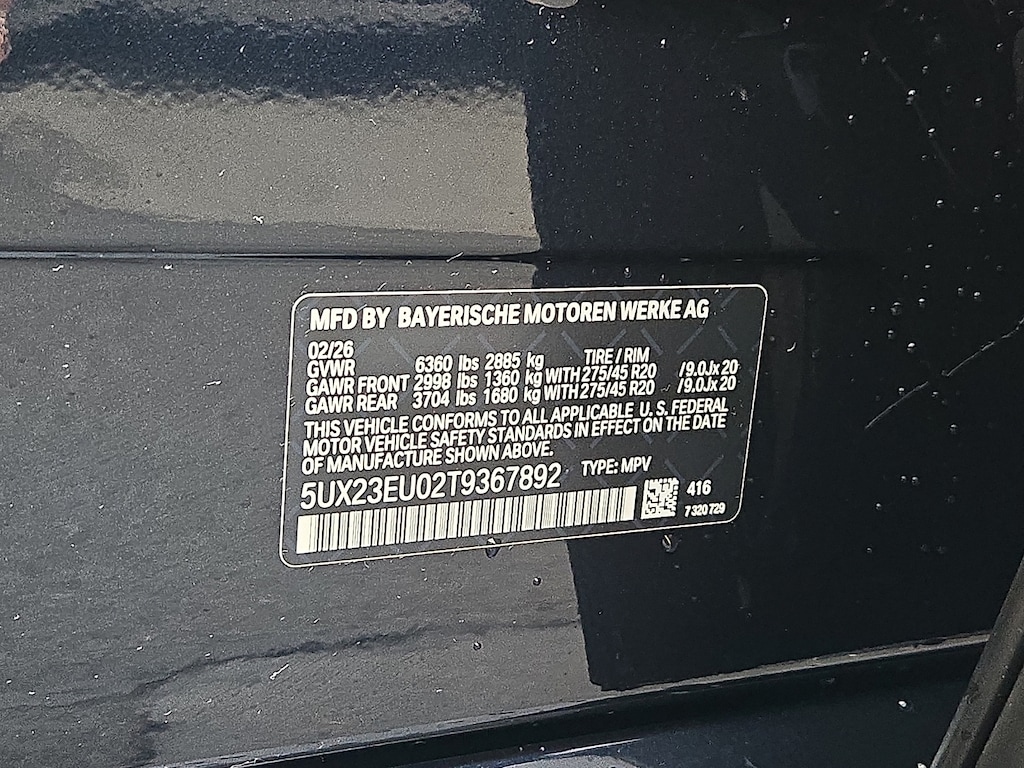 MFD BY BAYERISCHE MOTOREN WERKE AG
02/26
GVWR 6360 lbs 2885 kg TIRE / RIM
GAWR FRONT 2998 lbs 1360 kg WITH 275/45 R20 /9.0Jx20
GAWR REAR 3704 lbs 1680 kg WITH 275/45 R20 /9.0Jx20
THIS VEHICLE CONFORMS TO ALL APPLICABLE U. S. FEDERAL
MOTOR VEHICLE SAFETY STANDARDS IN EFFECT ON THE DATE
OF MANUFACTURE SHOWN ABOVE.
5UX23EU02T9367892 TYPE: MPV
416
7 320 729